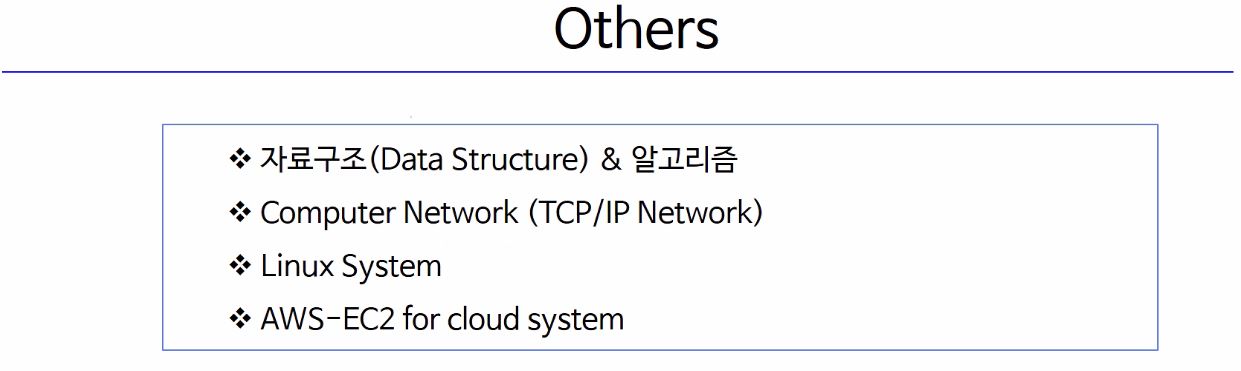 Others
❖ 자료구조(Data Structure) & 알고리즘
❖ Computer Network (TCP/IP Network)
❖ Linux System
❖ AWS-EC2 for cloud system